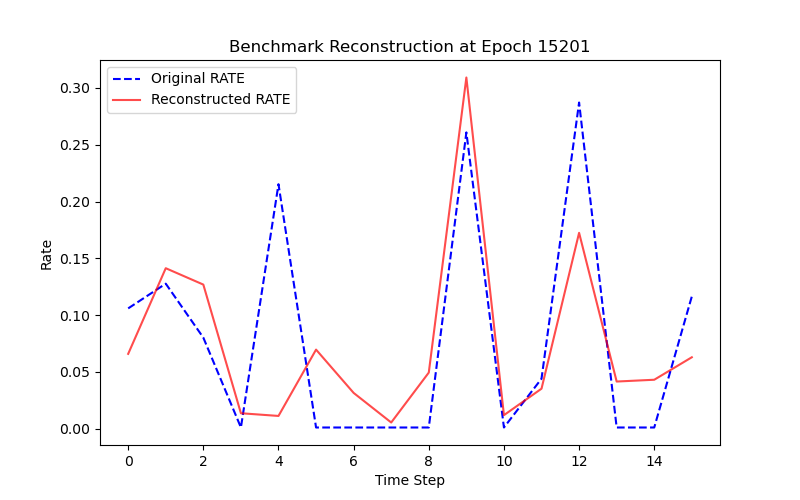 Benchmark Reconstruction at Epoch 15201
Original RATE
Reconstructed RATE
0.30
0.25
0.20
0.15
0.10
0.05
0.00
Rate
0 2 4 6 8 10 12 14
Time Step